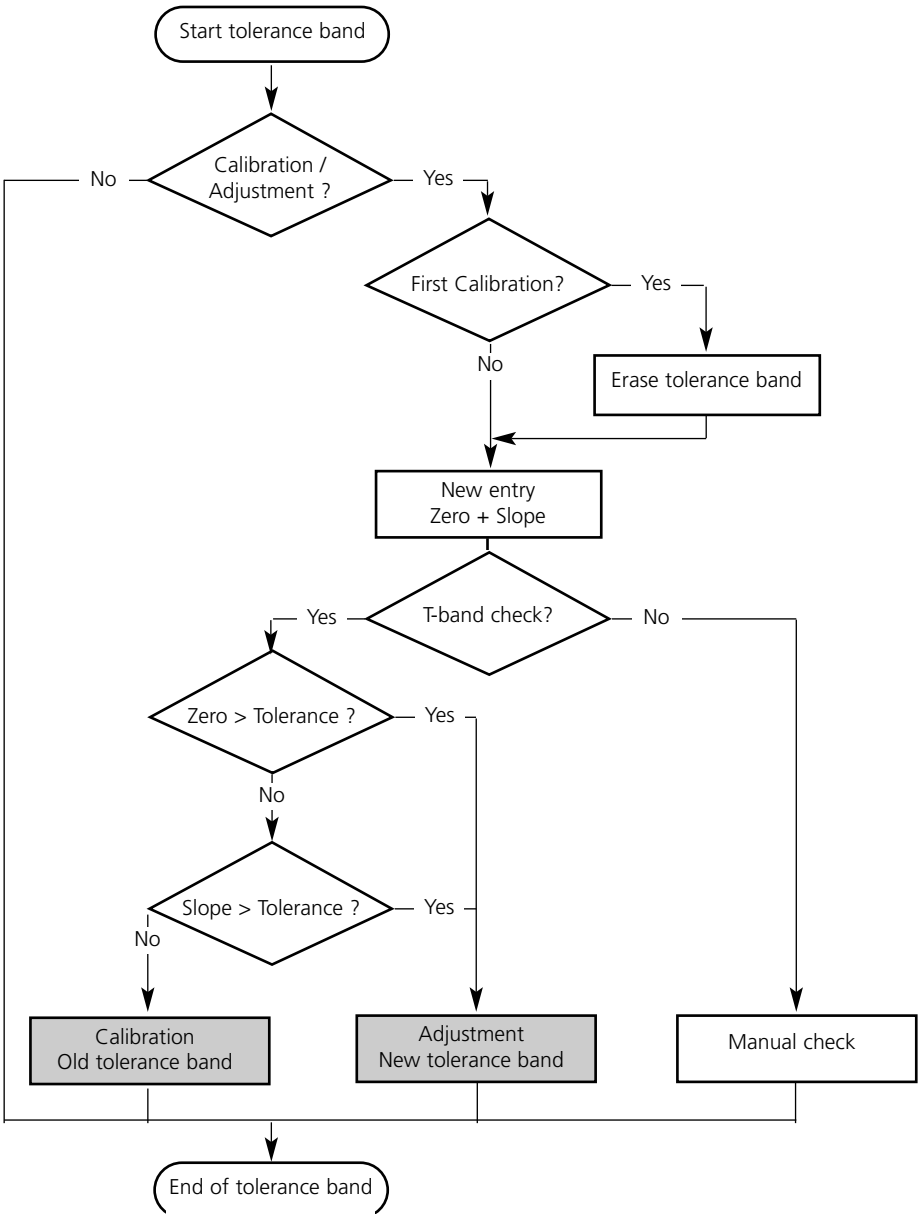 Start tolerance band
Calibration /
Adjustment ?
No
Yes
First Calibration?
Yes
No
Erase tolerance band
New entry
Zero + Slope
T-band check?
Yes
No
Zero > Tolerance ?
Yes
No
Slope > Tolerance ?
Yes
No
Calibration
Old tolerance band
Adjustment
New tolerance band
Manual check
End of tolerance band